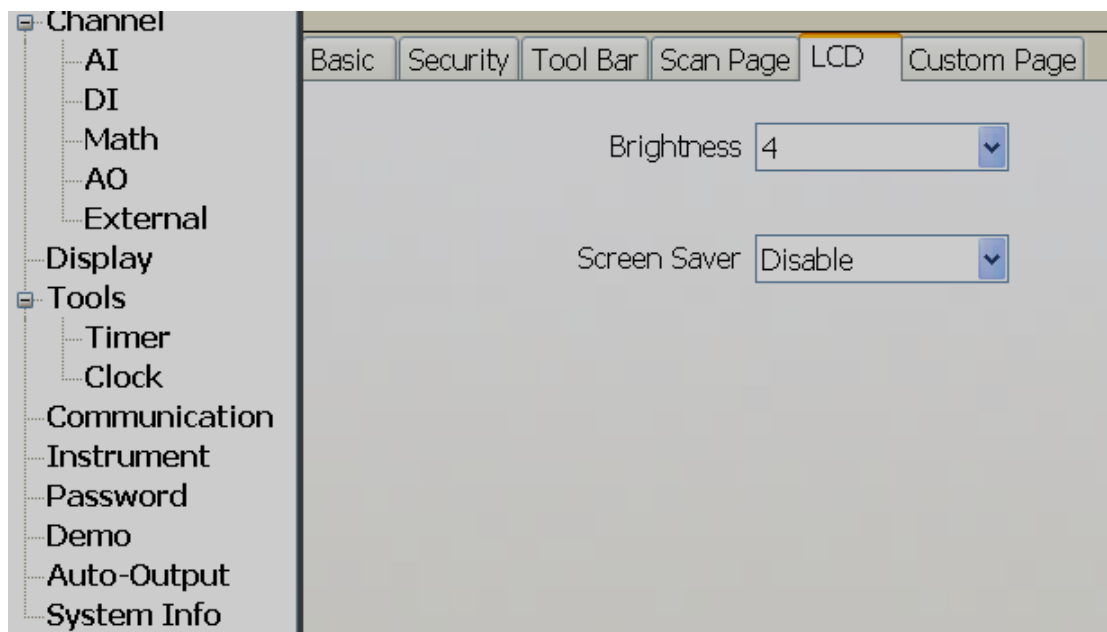 Channel
AI
DI
Math
AO
External
Display
Tools
Timer
Clock
Communication
Instrument
Password
Demo
Auto-Output
System Info
Basic Security Tool Bar Scan Page LCD Custom Page
Brightness 4
Screen Saver Disable